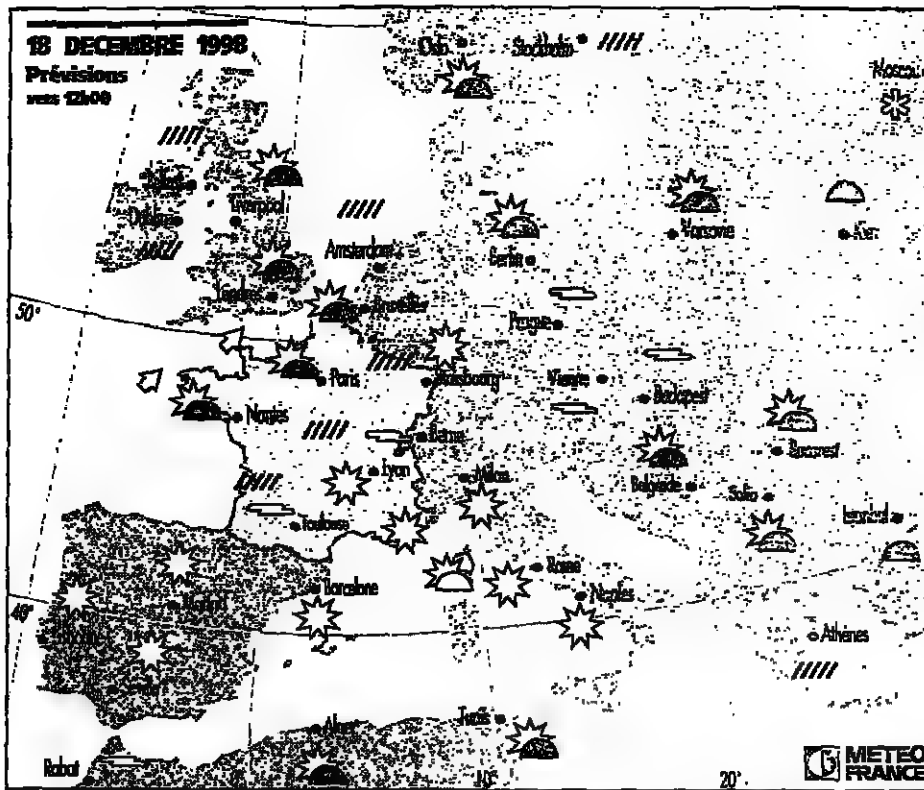 18 DECEMBRE 1998
Prévisions
vers 12h00
Oslo
Stockholm
Moscou
Liverpool
Dublin
Amsterdam
Berlin
Varsovie
Kiev
Londres
Bruxelles
50°
Prague
Paris
Strasbourg
Vienne
Budapest
Nantes
Berne
Bucarest
Lyon
Milan
Belgrade
Sofia
Istanbul
Toulouse
Barcelone
Rome
Naples
Madrid
40°
Athènes
Alger
Tunis
Rabat
10°
20°
METEO
FRANCE